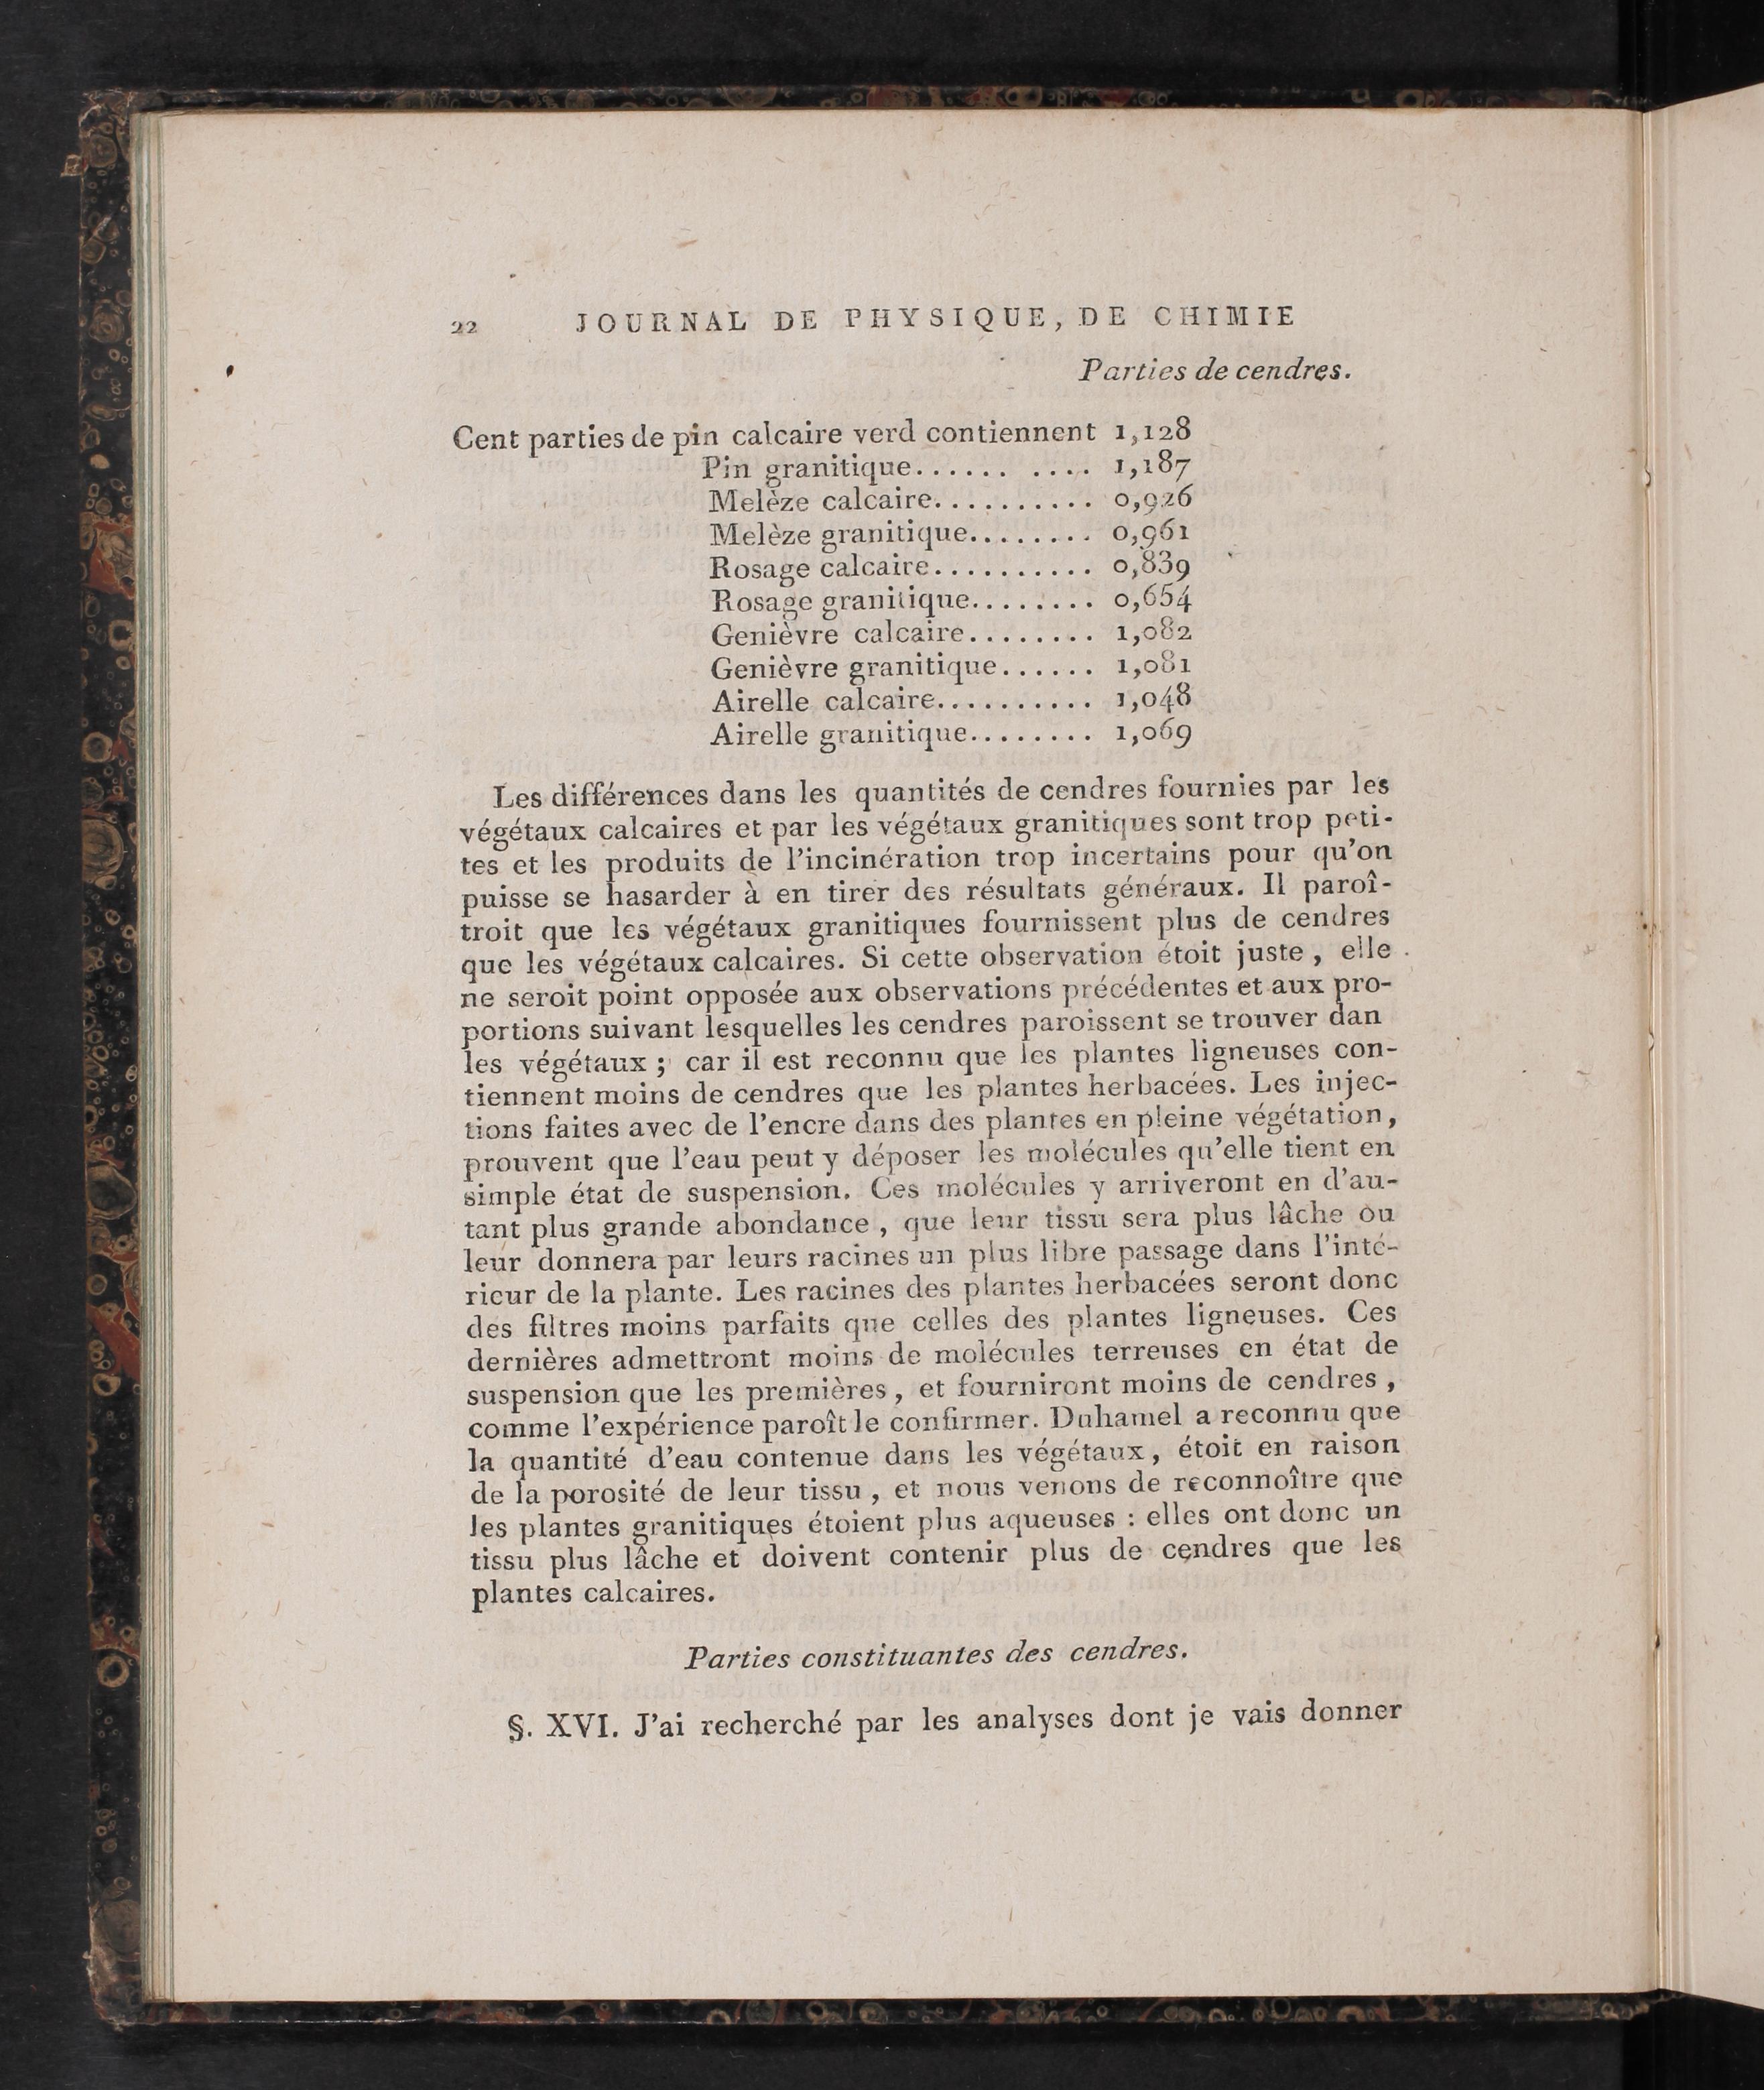 22 JOURNAL DE PHYSIQUE, DE CHIMIE
Parties de cendres.
Cent parties de pin calcaire verd contiennent 1,128
Pin granitique...... .... 1,187
Melèze calcaire.......... 0,926
Melèze granitique........ 0,961
Rosage calcaire.......... 0,839
Rosage granitique........ 0,654
Genièvre calcaire........ 1,082
Genièvre granitique...... 1,081
Airelle calcaire.......... 1,048
Airelle granitique........ 1,069
Les différences dans les quantités de cendres fournies par les
végétaux calcaires et par les végétaux granitiques sont trop peti-
tes et les produits de l'incinération trop incertains pour qu'on
puisse se hasarder à en tirer des résultats généraux. Il paroî-
troit que les végétaux granitiques fournissent plus de cendres
que les végétaux calcaires. Si cette observation étoit juste, elle
ne seroit point opposée aux observations précédentes et aux pro-
portions suivant lesquelles les cendres paroissent se trouver dan
les végétaux ; car il est reconnu que les plantes ligneuses con-
tiennent moins de cendres que les plantes herbacées. Les injec-
tions faites avec de l'encre dans des plantes en pleine végétation,
prouvent que l'eau peut y déposer les molécules qu'elle tient en
simple état de suspension. Ces molécules y arriveront en d'au-
tant plus grande abondance, que leur tissu sera plus lâche ou
leur donnera par leurs racines un plus libre passage dans l'inté-
rieur de la plante. Les racines des plantes herbacées seront donc
des filtres moins parfaits que celles des plantes ligneuses. Ces
dernières admettront moins de molécules terreuses en état de
suspension que les premières, et fourniront moins de cendres,
comme l'expérience paroît le confirmer. Duhamel a reconnu que
la quantité d'eau contenue dans les végétaux, étoit en raison
de la porosité de leur tissu, et nous venons de reconnoître que
les plantes granitiques étoient plus aqueuses : elles ont donc un
tissu plus lâche et doivent contenir plus de cendres que les
plantes calcaires.
Parties constituantes des cendres.
§. XVI. J'ai recherché par les analyses dont je vais donner